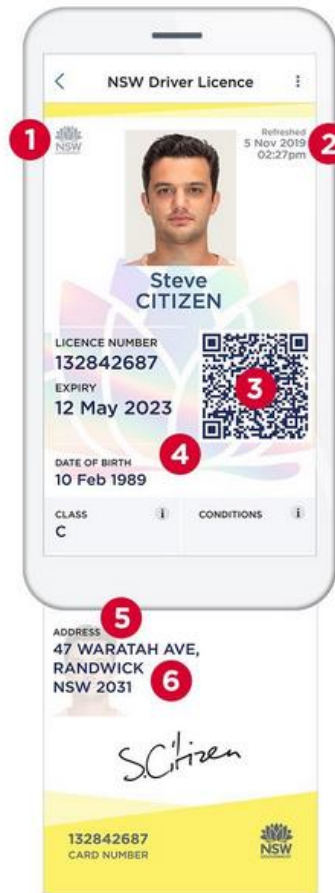 NSW Driver Licence
1
NSW
Refreshed
5 Nov 2019
02:27pm
2
Steve
CITIZEN
LICENCE NUMBER
132842687
EXPIRY
12 May 2023
3
4
DATE OF BIRTH
10 Feb 1989
CLASS i CONDITIONS i
C
5
ADDRESS
47 WARATAH AVE,
RANDWICK
NSW 2031
6
S.Citizen
132842687
CARD NUMBER
NSW